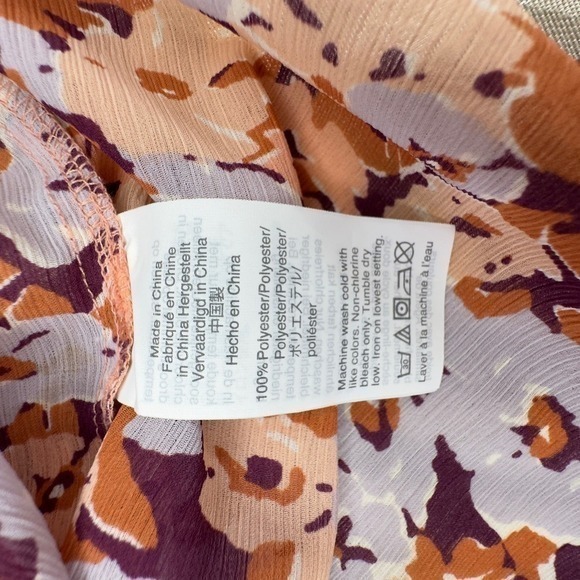 Made in China
Fabriqué en Chine
in China Hergestellt
Vervaardigd in China
中国製
Hecho en China
100% Polyester/Polyester/
Polyester/Polyester/
ポリエステル/
poliéster
Machine wash cold with
like colors. Non-chlorine
bleach only. Tumble dry
low. Iron on lowest setting.
30
Laver à la machine à l'eau